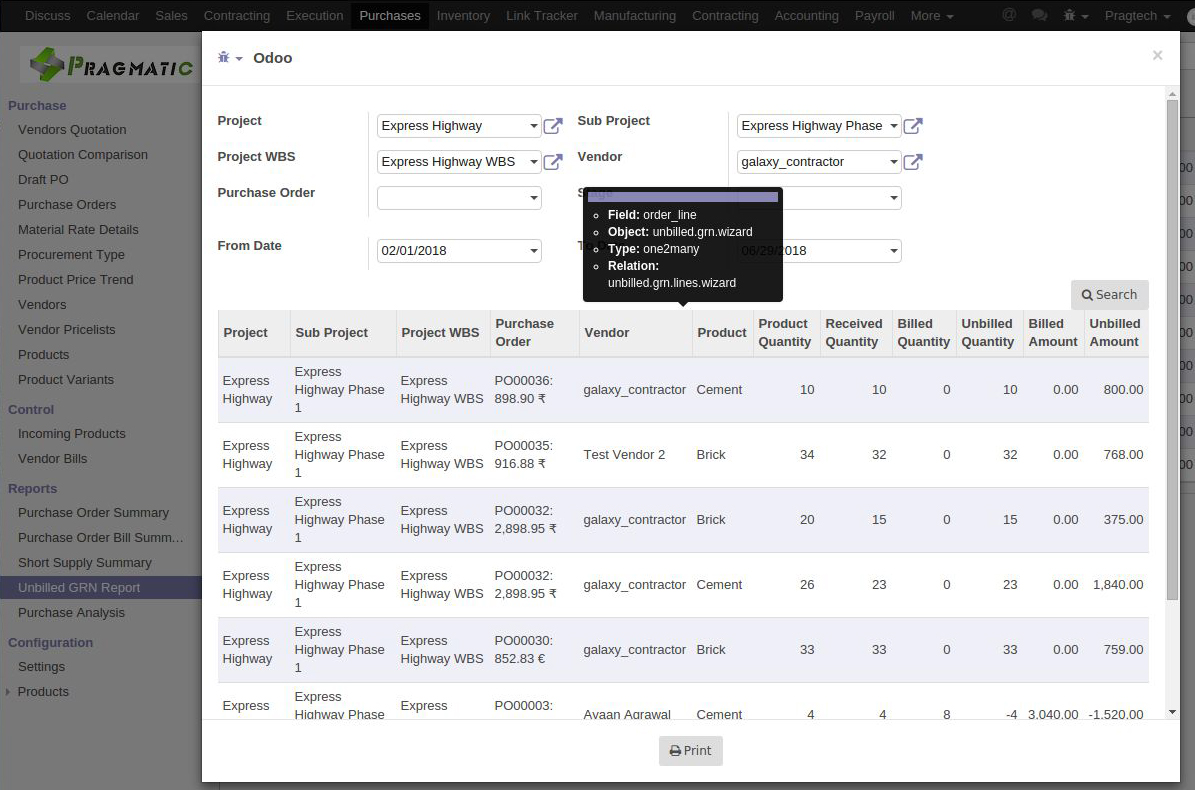 Discuss Calendar Sales Contracting Execution Purchases Inventory Link Tracker Manufacturing Contracting Accounting Payroll More @ Pragtech
PRAGMATIC
Purchase
Vendors Quotation
Quotation Comparison
Draft PO
Purchase Orders
Material Rate Details
Procurement Type
Product Price Trend
Vendors
Vendor Pricelists
Products
Product Variants
Control
Incoming Products
Vendor Bills
Reports
Purchase Order Summary
Purchase Order Bill Summ...
Short Supply Summary
Unbilled GRN Report
Purchase Analysis
Configuration
Settings
Products
Odoo ×
Project Express Highway Sub Project Express Highway Phase
Project WBS Express Highway WBS Vendor galaxy_contractor
Purchase Order
From Date 02/01/2018 06/29/2018
Field: order_line
Object: unbilled.grn.wizard
Type: one2many
Relation:
unbilled.grn.lines.wizard
Search
Project Sub Project Project WBS Purchase Order Vendor Product Product Quantity Received Quantity Billed Quantity Unbilled Quantity Billed Amount Unbilled Amount
Express Highway Express Highway Phase 1 Express Highway WBS PO00036: 898.90 ₹ galaxy_contractor Cement 10 10 0 10 0.00 800.00
Express Highway Express Highway Phase 1 Express Highway WBS PO00035: 916.88 ₹ Test Vendor 2 Brick 34 32 0 32 0.00 768.00
Express Highway Express Highway Phase 1 Express Highway WBS PO00032: 2,898.95 ₹ galaxy_contractor Brick 20 15 0 15 0.00 375.00
Express Highway Express Highway Phase 1 Express Highway WBS PO00032: 2,898.95 ₹ galaxy_contractor Cement 26 23 0 23 0.00 1,840.00
Express Highway Express Highway Phase 1 Express Highway WBS PO00030: 852.83 € galaxy_contractor Brick 33 33 0 33 0.00 759.00
Express Express Highway Phase Express PO00003: Ayaan Agrawal Cement 4 4 8 -4 3,040.00 -1,520.00
Print